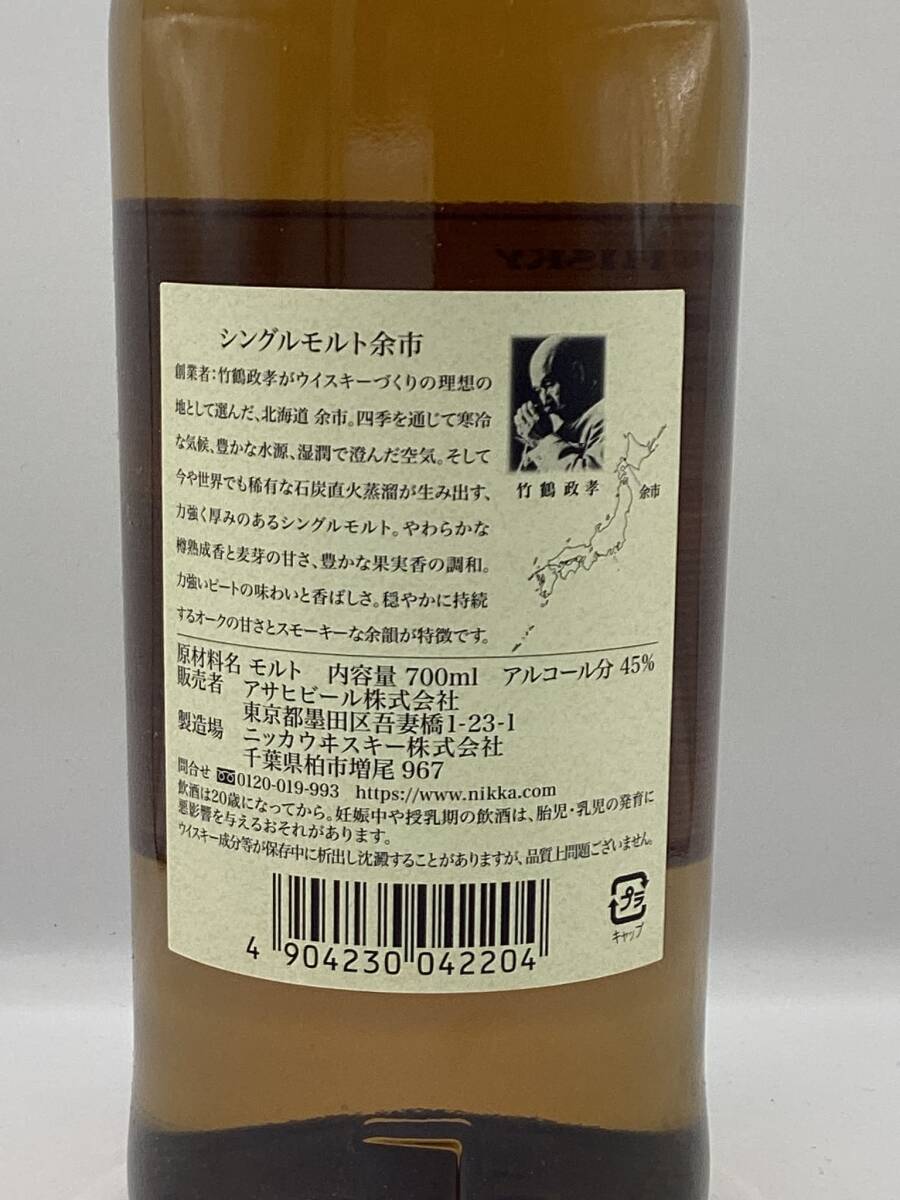 WHISKY
シングルモルト余市
創業者:竹鶴政孝がウイスキーづくりの理想の
地として選んだ、北海道 余市。四季を通じて寒冷
な気候、豊かな水源、湿潤で澄んだ空気。そして
今や世界でも稀有な石炭直火蒸溜が生み出す、
力強く厚みのあるシングルモルト。やわらかな
樽熟成香と麦芽の甘さ、豊かな果実香の調和。
力強いピートの味わいと香ばしさ。穏やかに持続
するオークの甘さとスモーキーな余韻が特徴です。
竹鶴政孝
余市
原材料名 モルト 内容量 700ml アルコール分 45%
販売者 アサヒビール株式会社
東京都墨田区吾妻橋1-23-1
製造場 ニッカウヰスキー株式会社
千葉県柏市増尾 967
問合せ 0120-019-993 https://www.nikka.com
飲酒は20歳になってから。妊娠中や授乳期の飲酒は、胎児・乳児の発育に
悪影響を与えるおそれがあります。
ウイスキー成分等が保存中に析出し沈澱することがありますが、品質上問題ございません。
プラ
キャップ
4 904230 042204